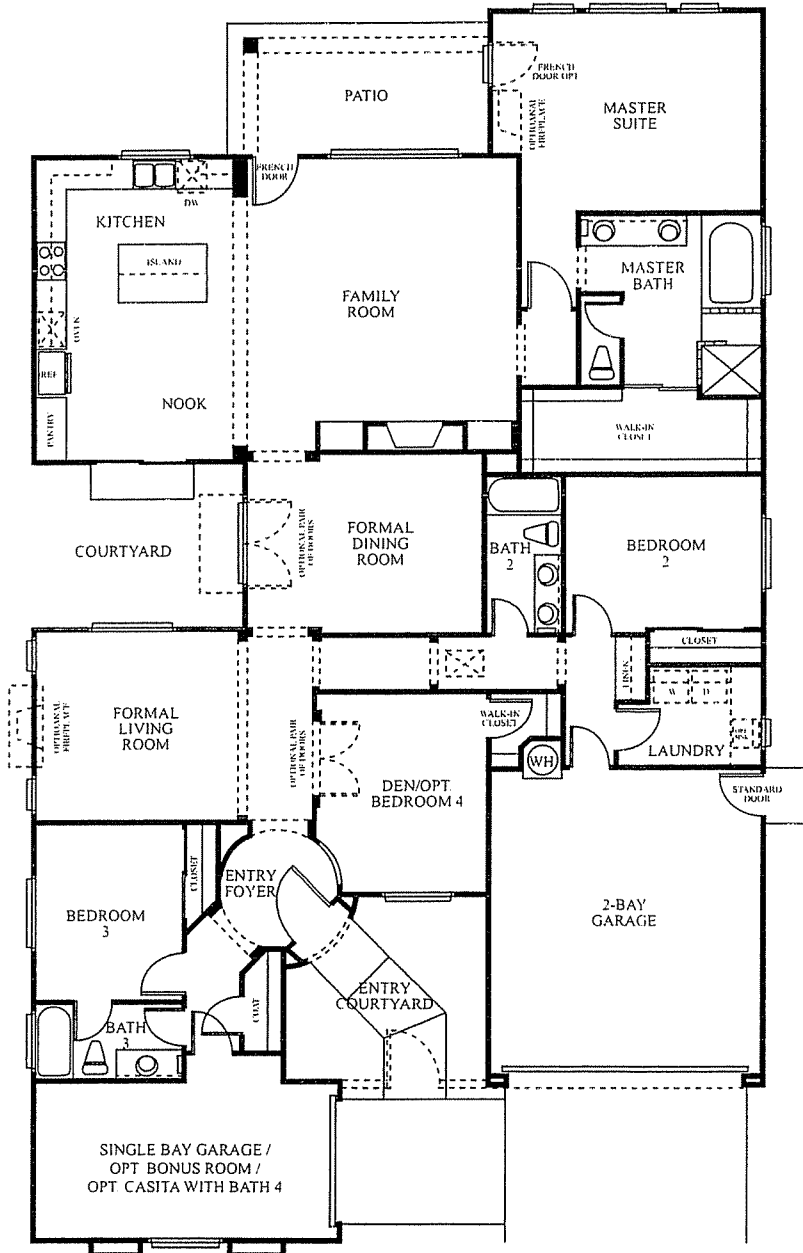 PATIO
FRENCH
DOOR OPT
OPTIOANAL
FIREPLACE
MASTER
SUITE
FRENCH
DOOR
DW
KITCHEN
ISLAND
FAMILY
ROOM
MASTER
BATH
OVEN
REF
PANTRY
NOOK
WALK-IN
CLOSET
COURTYARD
OPTIOANAL PAIR
OF DOORS
FORMAL
DINING
ROOM
BATH
2
BEDROOM
2
CLOSET
LINEN
W
D
LAUNDRY
OPTIOANAL
FIREPLACE
FORMAL
LIVING
ROOM
OPTIOANAL PAIR
OF DOORS
WALK-IN
CLOSET
WH
DEN/OPT.
BEDROOM 4
STANDARD
DOOR
CLOSET
ENTRY
FOYER
BEDROOM
3
2-BAY
GARAGE
COAT
ENTRY
COURTYARD
BATH
3
SINGLE BAY GARAGE /
OPT BONUS ROOM /
OPT. CASITA WITH BATH 4